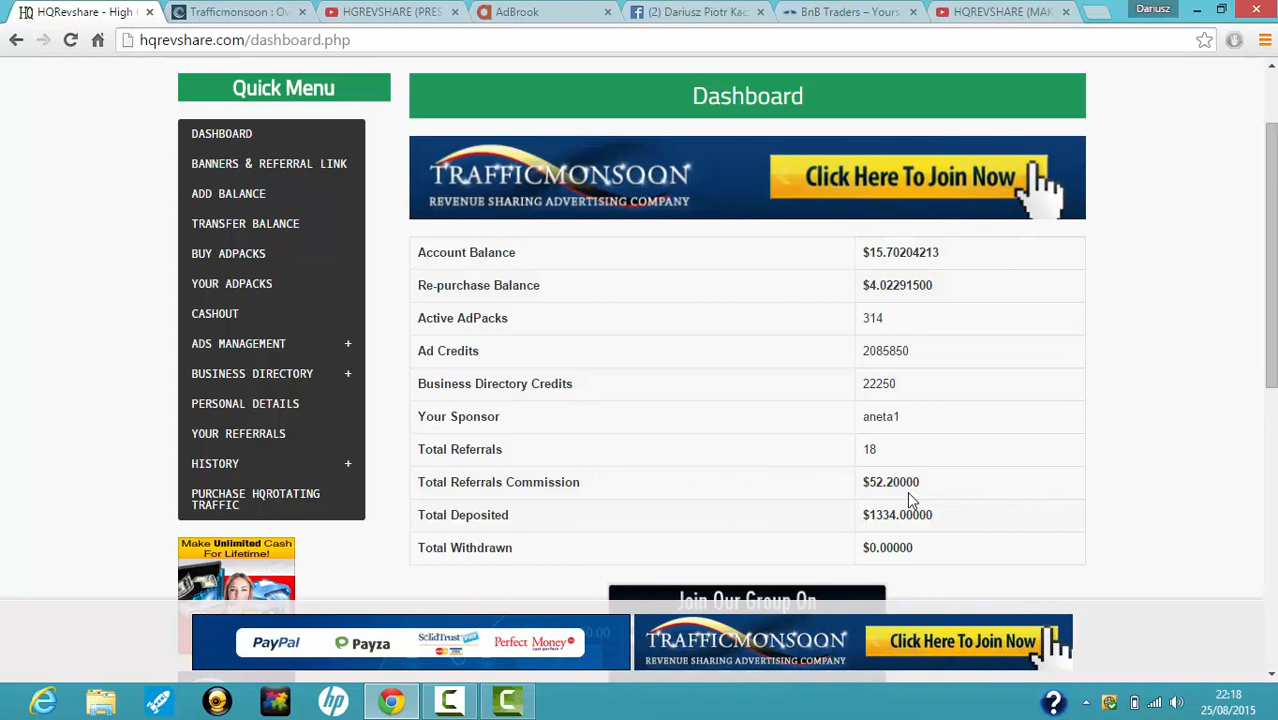 HQRevshare - High
Trafficmonsoon : Ov
HGREVSHARE (PRES
AdBrook
(2) Dariusz Piotr Kac
BnB Traders – Yours
HQREVSHARE (MAK
Dariusz
hqrevshare.com/dashboard.php
Quick Menu
DASHBOARD
BANNERS & REFERRAL LINK
ADD BALANCE
TRANSFER BALANCE
BUY ADPACKS
YOUR ADPACKS
CASHOUT
ADS MANAGEMENT +
BUSINESS DIRECTORY +
PERSONAL DETAILS
YOUR REFERRALS
HISTORY +
PURCHASE HQROTATING
TRAFFIC
Make Unlimited Cash
For Lifetime!
Dashboard
TRAFFICMONSOON
REVENUE SHARING ADVERTISING COMPANY
Click Here To Join Now
Account Balance $15.70204213
Re-purchase Balance $4.02291500
Active AdPacks 314
Ad Credits 2085850
Business Directory Credits 22250
Your Sponsor aneta1
Total Referrals 18
Total Referrals Commission $52.20000
Total Deposited $1334.00000
Total Withdrawn $0.00000
Join Our Group On
PayPal
Payza
SolidTrustPay
Perfect Money
TRAFFICMONSOON
REVENUE SHARING ADVERTISING COMPANY
Click Here To Join Now
22:18
25/08/2015